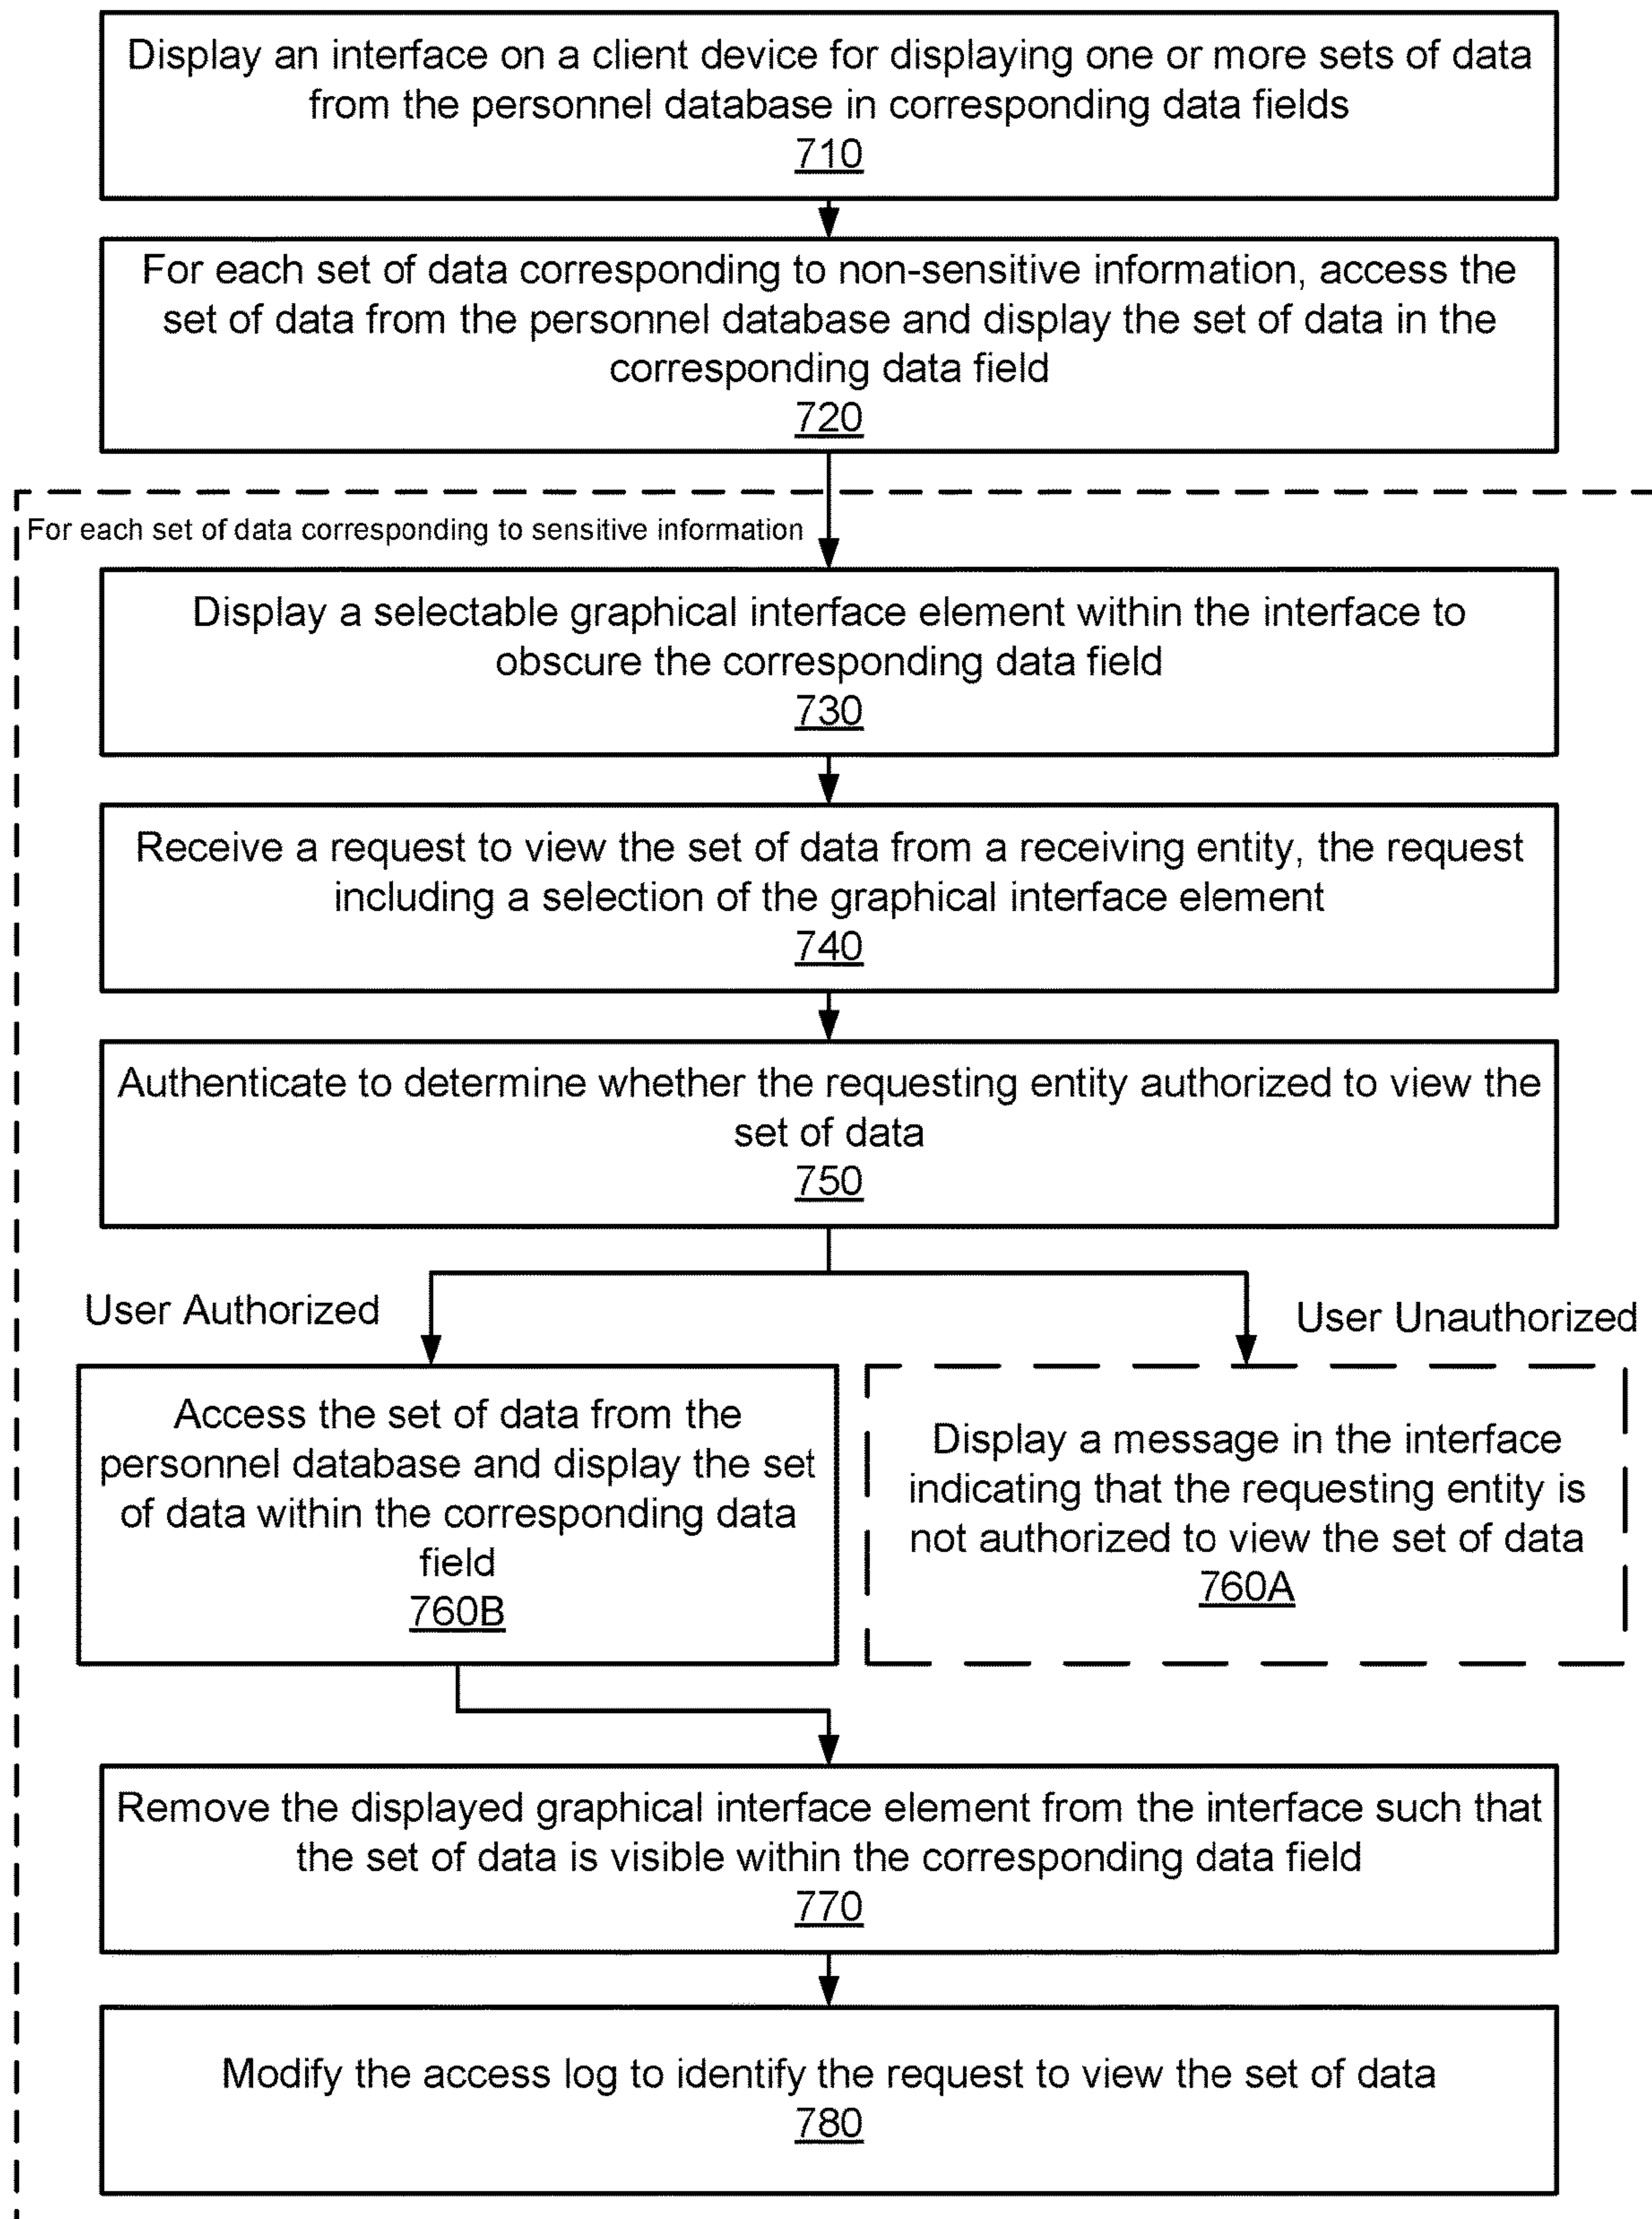 Display an interface on a client device for displaying one or more sets of data
from the personnel database in corresponding data fields
710
For each set of data corresponding to non-sensitive information, access the
set of data from the personnel database and display the set of data in the
corresponding data field
720
For each set of data corresponding to sensitive information
Display a selectable graphical interface element within the interface to
obscure the corresponding data field
730
Receive a request to view the set of data from a receiving entity, the request
including a selection of the graphical interface element
740
Authenticate to determine whether the requesting entity authorized to view the
set of data
750
User Authorized
User Unauthorized
Access the set of data from the
personnel database and display the set
of data within the corresponding data
field
760B
Display a message in the interface
indicating that the requesting entity is
not authorized to view the set of data
760A
Remove the displayed graphical interface element from the interface such that
the set of data is visible within the corresponding data field
770
Modify the access log to identify the request to view the set of data
780